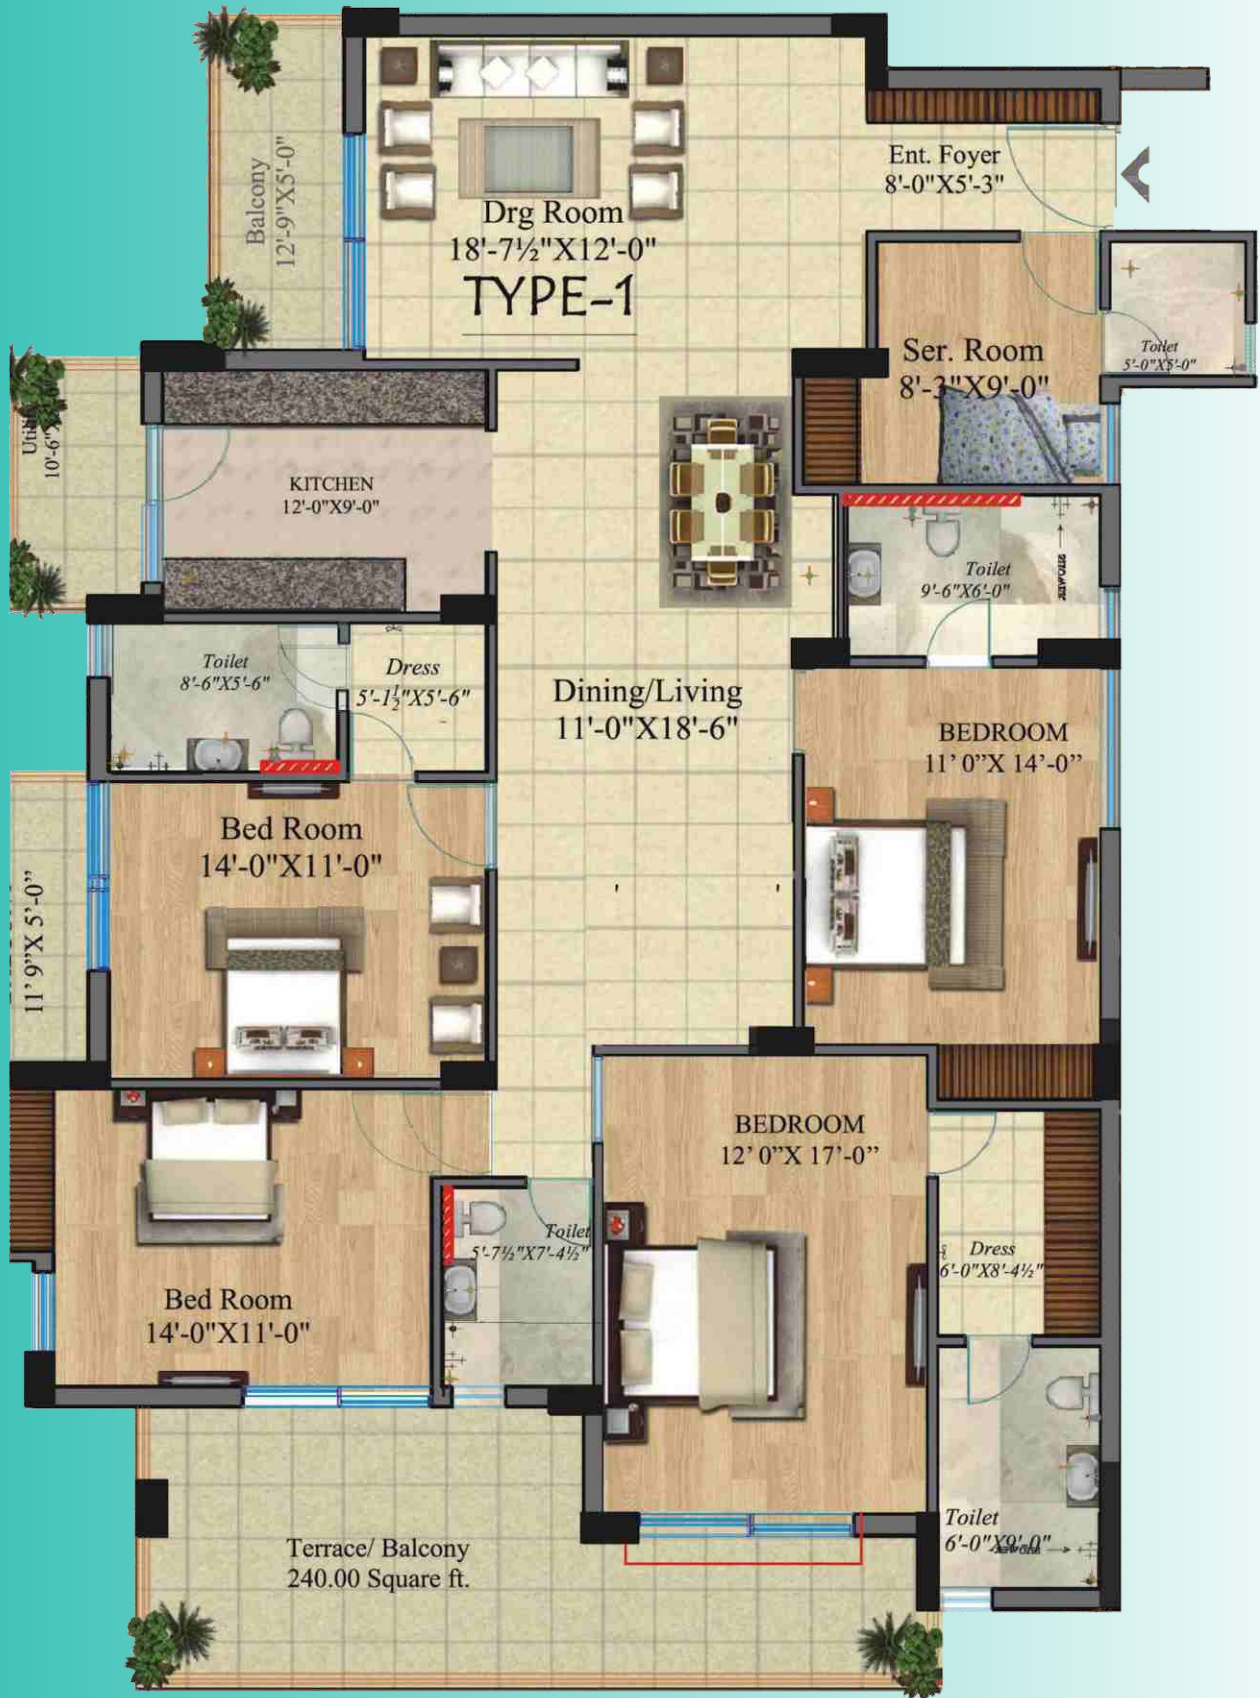 Balcony
12'-9"X5'-0"
Drg Room
18'-7½"X12'-0"
TYPE-1
Ent. Foyer
8'-0"X5'-3"
Ser. Room
8'-3"X9'-0"
Toilet
5'-0"X5'-0"
10'-6"X
KITCHEN
12'-0"X9'-0"
Toilet
9'-6"X6'-0"
SHOWER
Toilet
8'-6"X5'-6"
Dress
5'-1½"X5'-6"
Dining/Living
11'-0"X18'-6"
BEDROOM
11' 0”X 14’-0”
Bed Room
14'-0"X11'-0"
11' 9”X 5’-0”
BEDROOM
12’ 0”X 17’-0”
Toilet
5'-7½"X7'-4½"
Dress
6'-0"X8'-4½"
Bed Room
14'-0"X11'-0"
Toilet
6'-0"X9'-0"
SHOWER
Terrace/ Balcony
240.00 Square ft.